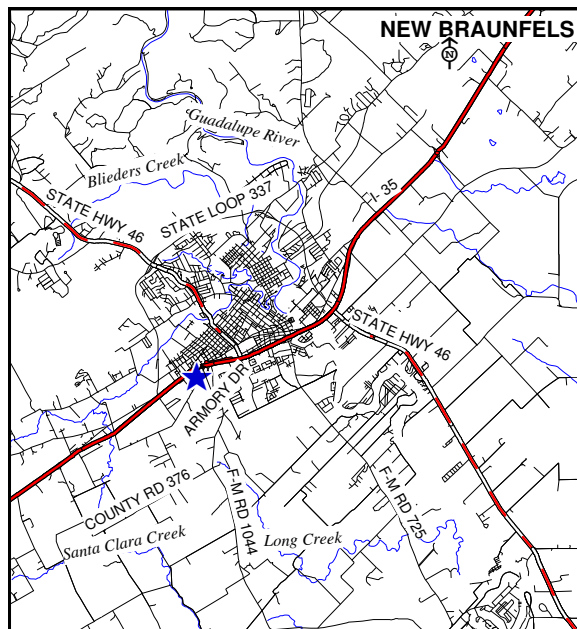 NEW BRAUNFELS
N
Guadalupe River
Blieders Creek
STATE LOOP 337
I- 35
STATE HWY 46
STATE HWY 46
ARMORY DR
COUNTY RD 376
F-M RD 1044
F-M RD 725
Santa Clara Creek
Long Creek